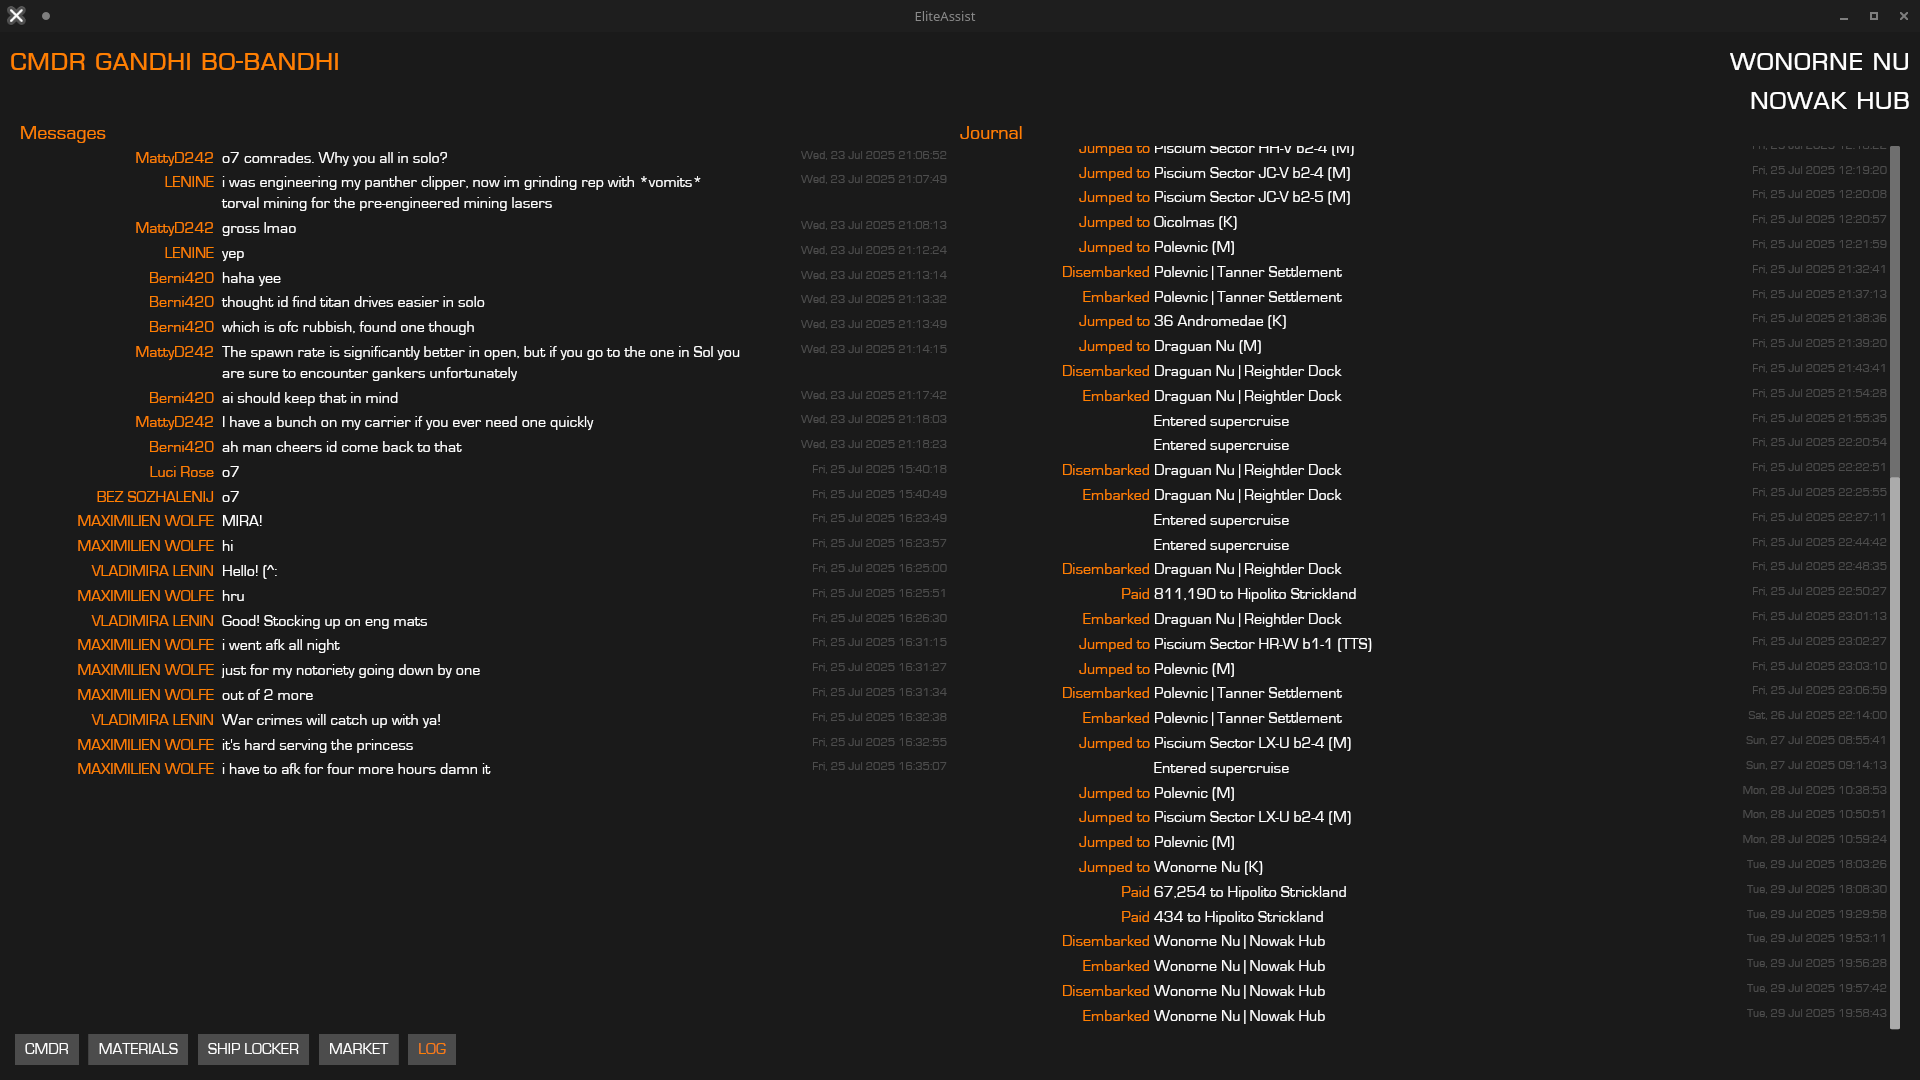 EliteAssist
CMDR GANDHI BO-BANDHI
WONORNE NU
NOWAK HUB
Messages
MattyD242 o7 comrades. Why you all in solo? Wed, 23 Jul 2025 21:06:52
LENINE i was engineering my panther clipper, now im grinding rep with *vomits* Wed, 23 Jul 2025 21:07:49
torval mining for the pre-engineered mining lasers
MattyD242 gross lmao Wed, 23 Jul 2025 21:08:13
LENINE yep Wed, 23 Jul 2025 21:12:24
Berni420 haha yee Wed, 23 Jul 2025 21:13:14
Berni420 thought id find titan drives easier in solo Wed, 23 Jul 2025 21:13:32
Berni420 which is ofc rubbish, found one though Wed, 23 Jul 2025 21:13:49
MattyD242 The spawn rate is significantly better in open, but if you go to the one in Sol you Wed, 23 Jul 2025 21:14:15
are sure to encounter gankers unfortunately
Berni420 ai should keep that in mind Wed, 23 Jul 2025 21:17:42
MattyD242 I have a bunch on my carrier if you ever need one quickly Wed, 23 Jul 2025 21:18:03
Berni420 ah man cheers id come back to that Wed, 23 Jul 2025 21:18:23
Luci Rose o7 Fri, 25 Jul 2025 15:40:18
BEZ SOZHALENIJ o7 Fri, 25 Jul 2025 15:40:49
MAXIMILIEN WOLFE MIRA! Fri, 25 Jul 2025 16:23:49
MAXIMILIEN WOLFE hi Fri, 25 Jul 2025 16:23:57
VLADIMIRA LENIN Hello! (^: Fri, 25 Jul 2025 16:25:00
MAXIMILIEN WOLFE hru Fri, 25 Jul 2025 16:25:51
VLADIMIRA LENIN Good! Stocking up on eng mats Fri, 25 Jul 2025 16:26:30
MAXIMILIEN WOLFE i went afk all night Fri, 25 Jul 2025 16:31:15
MAXIMILIEN WOLFE just for my notoriety going down by one Fri, 25 Jul 2025 16:31:27
MAXIMILIEN WOLFE out of 2 more Fri, 25 Jul 2025 16:31:34
VLADIMIRA LENIN War crimes will catch up with ya! Fri, 25 Jul 2025 16:32:38
MAXIMILIEN WOLFE it's hard serving the princess Fri, 25 Jul 2025 16:32:55
MAXIMILIEN WOLFE i have to afk for four more hours damn it Fri, 25 Jul 2025 16:35:07
Journal
Jumped to Piscium Sector HH-V b2-4 (M)
Jumped to Piscium Sector JC-V b2-4 (M) Fri, 25 Jul 2025 12:19:20
Jumped to Piscium Sector JC-V b2-5 (M) Fri, 25 Jul 2025 12:20:08
Jumped to Oicolmas (K) Fri, 25 Jul 2025 12:20:57
Jumped to Polevnic (M) Fri, 25 Jul 2025 12:21:59
Disembarked Polevnic | Tanner Settlement Fri, 25 Jul 2025 21:32:41
Embarked Polevnic | Tanner Settlement Fri, 25 Jul 2025 21:37:13
Jumped to 36 Andromedae (K) Fri, 25 Jul 2025 21:38:36
Jumped to Draguan Nu (M) Fri, 25 Jul 2025 21:39:20
Disembarked Draguan Nu | Reightler Dock Fri, 25 Jul 2025 21:43:41
Embarked Draguan Nu | Reightler Dock Fri, 25 Jul 2025 21:54:28
Entered supercruise Fri, 25 Jul 2025 21:55:35
Entered supercruise Fri, 25 Jul 2025 22:20:54
Disembarked Draguan Nu | Reightler Dock Fri, 25 Jul 2025 22:22:51
Embarked Draguan Nu | Reightler Dock Fri, 25 Jul 2025 22:25:55
Entered supercruise Fri, 25 Jul 2025 22:27:11
Entered supercruise Fri, 25 Jul 2025 22:44:42
Disembarked Draguan Nu | Reightler Dock Fri, 25 Jul 2025 22:48:35
Paid 811,190 to Hipolito Strickland Fri, 25 Jul 2025 22:50:27
Embarked Draguan Nu | Reightler Dock Fri, 25 Jul 2025 23:01:13
Jumped to Piscium Sector HR-W b1-1 (TTS) Fri, 25 Jul 2025 23:02:27
Jumped to Polevnic (M) Fri, 25 Jul 2025 23:03:10
Disembarked Polevnic | Tanner Settlement Fri, 25 Jul 2025 23:06:59
Embarked Polevnic | Tanner Settlement Sat, 26 Jul 2025 22:14:00
Jumped to Piscium Sector LX-U b2-4 (M) Sun, 27 Jul 2025 08:55:41
Entered supercruise Sun, 27 Jul 2025 09:14:13
Jumped to Polevnic (M) Mon, 28 Jul 2025 10:38:53
Jumped to Piscium Sector LX-U b2-4 (M) Mon, 28 Jul 2025 10:50:51
Jumped to Polevnic (M) Mon, 28 Jul 2025 10:59:24
Jumped to Wonorne Nu (K) Tue, 29 Jul 2025 18:03:26
Paid 67,254 to Hipolito Strickland Tue, 29 Jul 2025 18:08:30
Paid 434 to Hipolito Strickland Tue, 29 Jul 2025 19:29:58
Disembarked Wonorne Nu | Nowak Hub Tue, 29 Jul 2025 19:53:11
Embarked Wonorne Nu | Nowak Hub Tue, 29 Jul 2025 19:56:28
Disembarked Wonorne Nu | Nowak Hub Tue, 29 Jul 2025 19:57:42
Embarked Wonorne Nu | Nowak Hub Tue, 29 Jul 2025 19:58:43
CMDR MATERIALS SHIP LOCKER MARKET LOG